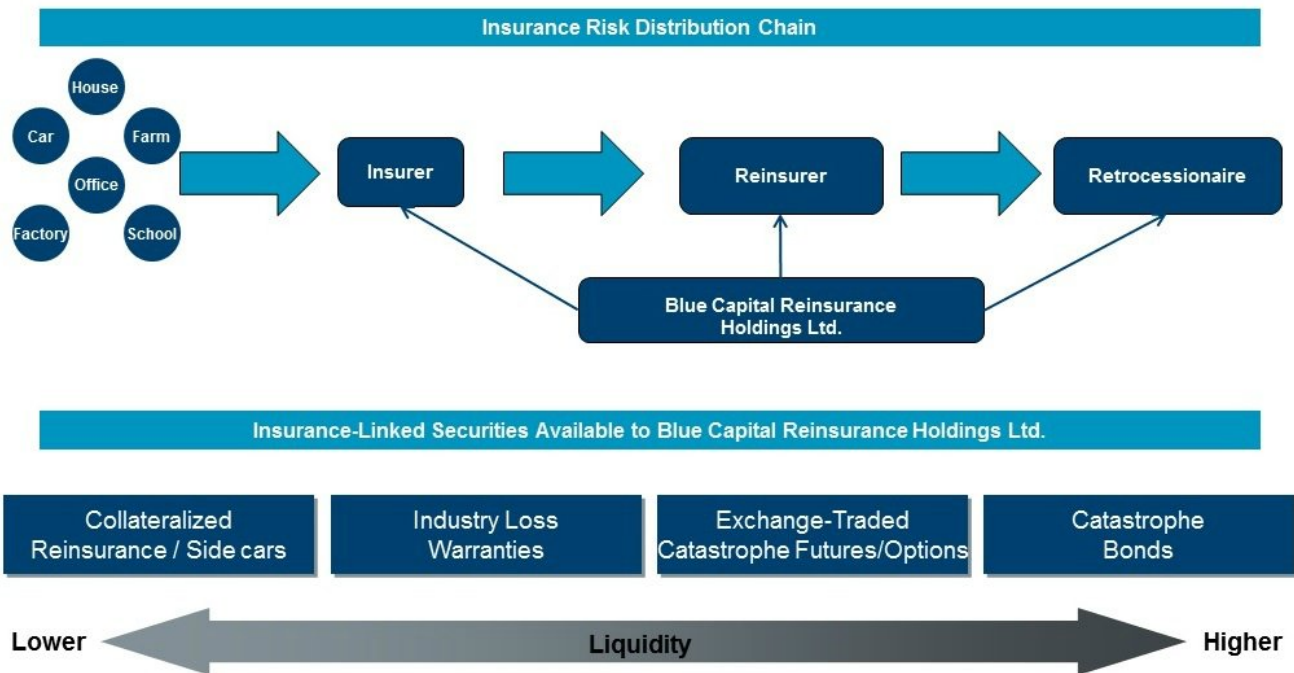 Insurance Risk Distribution Chain
House
Car
Farm
Office
Factory
School
Insurer
Reinsurer
Retrocessionaire
Blue Capital Reinsurance
Holdings Ltd.
Insurance-Linked Securities Available to Blue Capital Reinsurance Holdings Ltd.
Collateralized
Reinsurance / Side cars
Industry Loss
Warranties
Exchange-Traded
Catastrophe Futures/Options
Catastrophe
Bonds
Lower
Liquidity
Higher